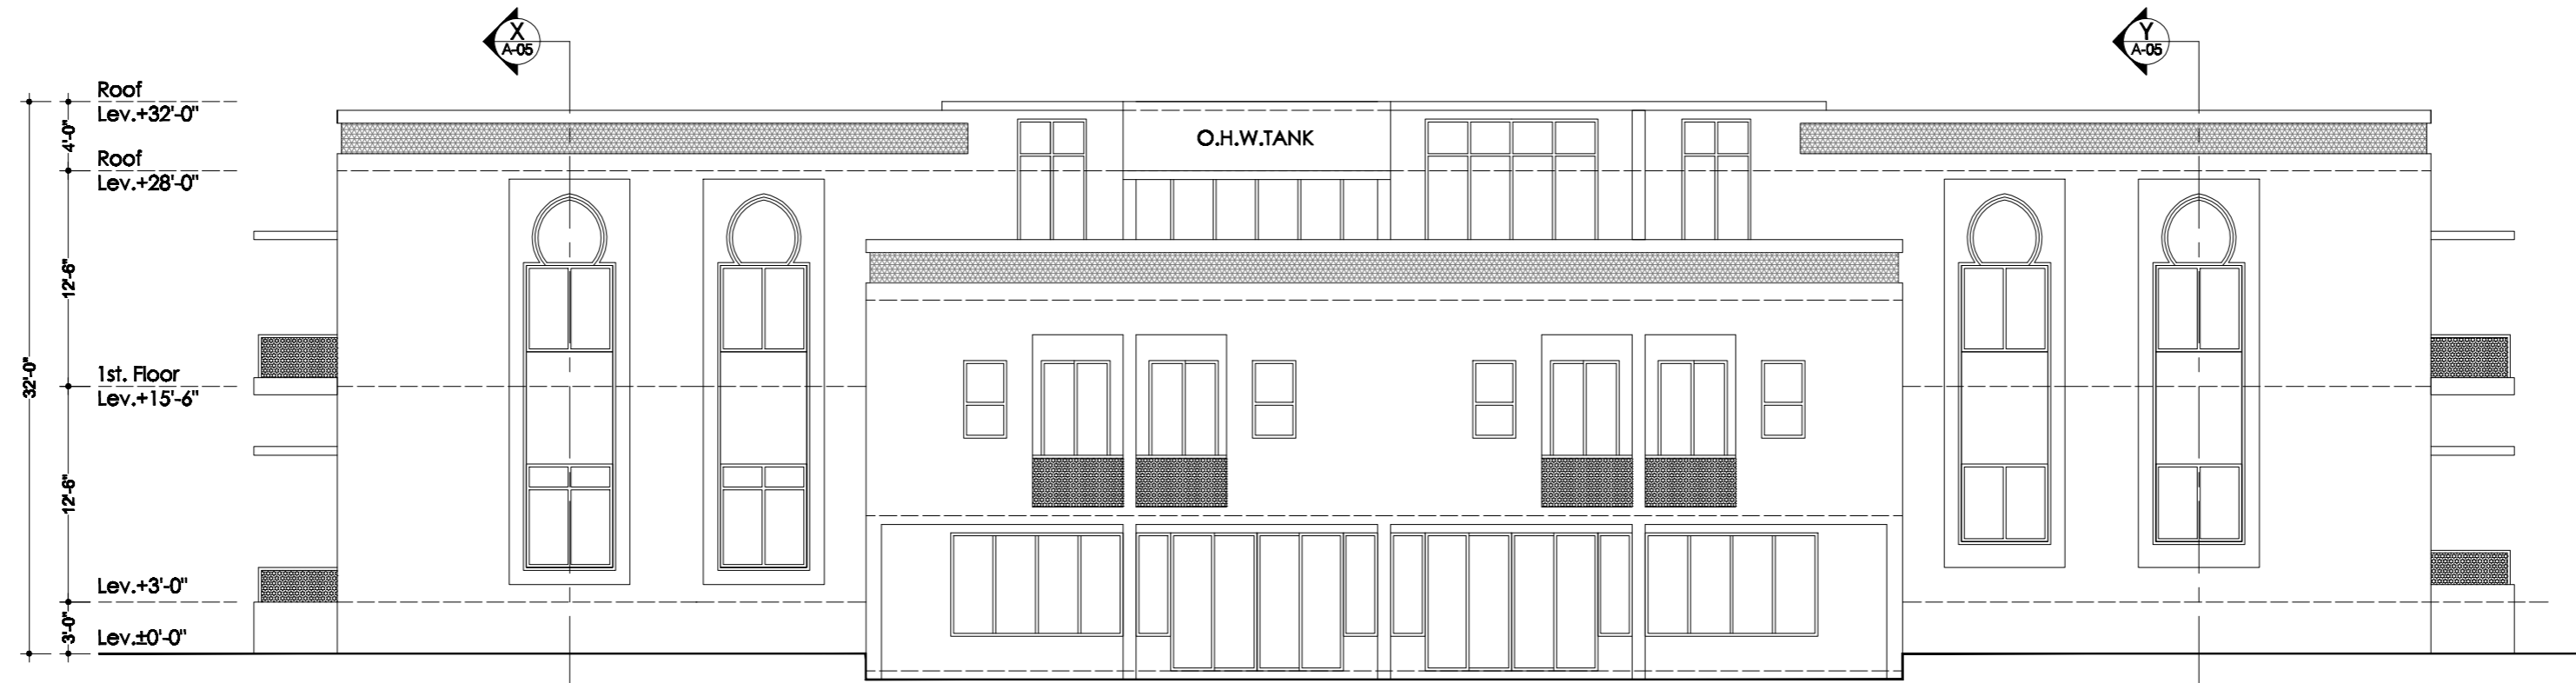 X
A-05
Y
A-05
Roof
Lev.+32'-0"
4'-0"
Roof
Lev.+28'-0"
O.H.W.TANK
12'-6"
32'-0"
1st. Floor
Lev.+15'-6"
12'-6"
Lev.+3'-0"
3'-0"
Lev.±0'-0"